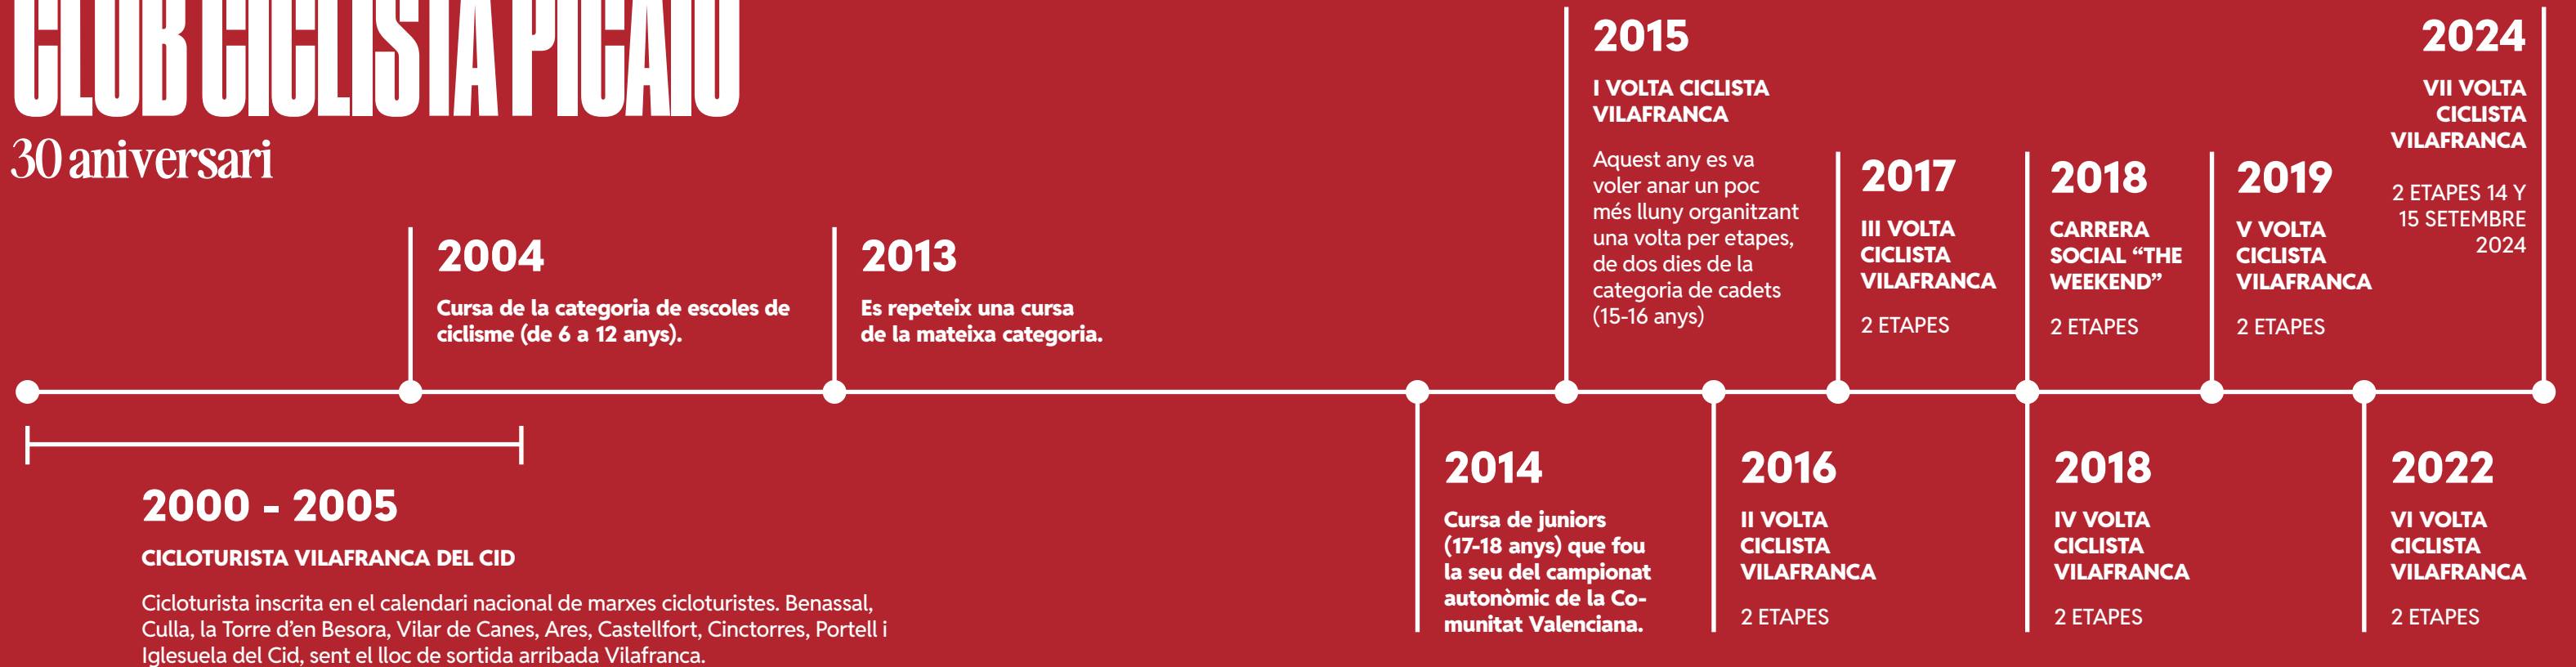 CLUB CICLISTA PICAIO
30 aniversari
2000 - 2005
CICLOTURISTA VILAFRANCA DEL CID
Cicloturista inscrita en el calendari nacional de marxes cicloturistes. Benassal,
Culla, la Torre d’en Besora, Vilar de Canes, Ares, Castellfort, Cinctorres, Portell i
Iglesuela del Cid, sent el lloc de sortida arribada Vilafranca.
2004
Cursa de la categoria de escoles de
ciclisme (de 6 a 12 anys).
2013
Es repeteix una cursa
de la mateixa categoria.
2014
Cursa de juniors
(17-18 anys) que fou
la seu del campionat
autonòmic de la Co-
munitat Valenciana.
2015
I VOLTA CICLISTA
VILAFRANCA
Aquest any es va
voler anar un poc
més lluny organitzant
una volta per etapes,
de dos dies de la
categoria de cadets
(15-16 anys)
2016
II VOLTA
CICLISTA
VILAFRANCA
2 ETAPES
2017
III VOLTA
CICLISTA
VILAFRANCA
2 ETAPES
2018
CARRERA
SOCIAL “THE
WEEKEND”
2 ETAPES
2018
IV VOLTA
CICLISTA
VILAFRANCA
2 ETAPES
2019
V VOLTA
CICLISTA
VILAFRANCA
2 ETAPES
2022
VI VOLTA
CICLISTA
VILAFRANCA
2 ETAPES
2024
VII VOLTA
CICLISTA
VILAFRANCA
2 ETAPES 14 Y
15 SETEMBRE
2024